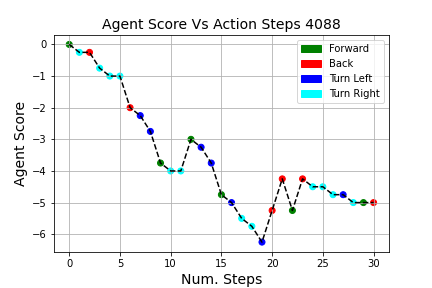 Agent Score Vs Action Steps 4088
Forward
Back
Turn Left
Turn Right
0
−1
−2
−3
−4
−5
−6
Agent Score
0 5 10 15 20 25 30
Num. Steps